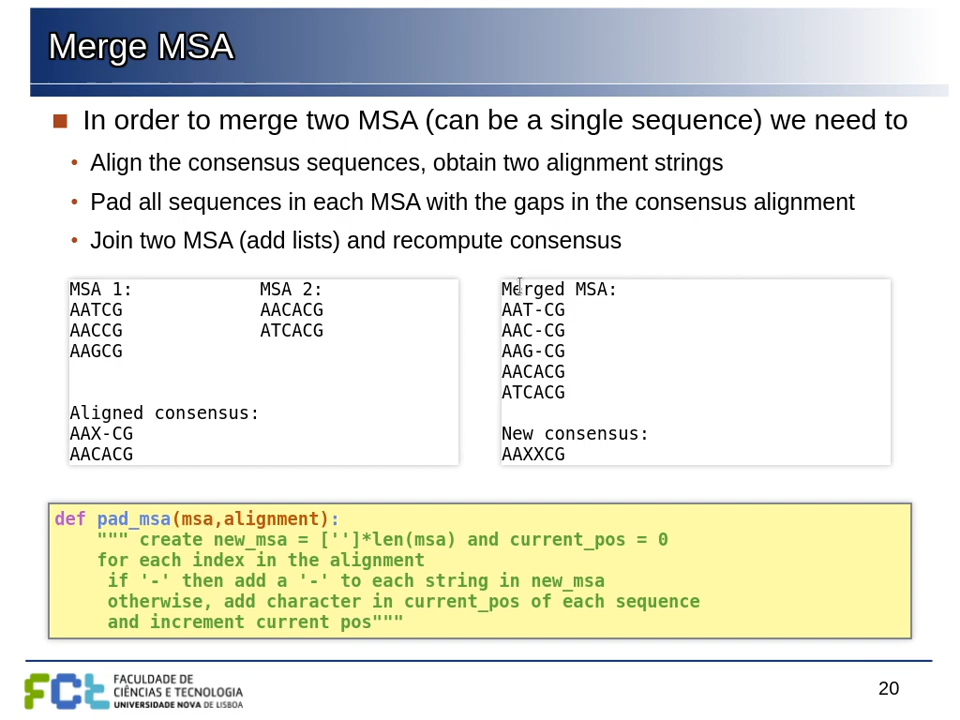 Merge MSA
In order to merge two MSA (can be a single sequence) we need to
Align the consensus sequences, obtain two alignment strings
Pad all sequences in each MSA with the gaps in the consensus alignment
Join two MSA (add lists) and recompute consensus
MSA 1: MSA 2:
AATCG AACACG
AACCG ATCACG
AAGCG
Aligned consensus:
AAX-CG
AACACG
Merged MSA:
AAT-CG
AAC-CG
AAG-CG
AACACG
ATCACG
New consensus:
AAXXCG
def pad_msa(msa,alignment):
""" create new_msa = ['']*len(msa) and current_pos = 0
for each index in the alignment
if '-' then add a '-' to each string in new_msa
otherwise, add character in current_pos of each sequence
and increment current pos"""
FCt
FACULDADE DE
CIÊNCIAS E TECNOLOGIA
UNIVERSIDADE NOVA DE LISBOA
20